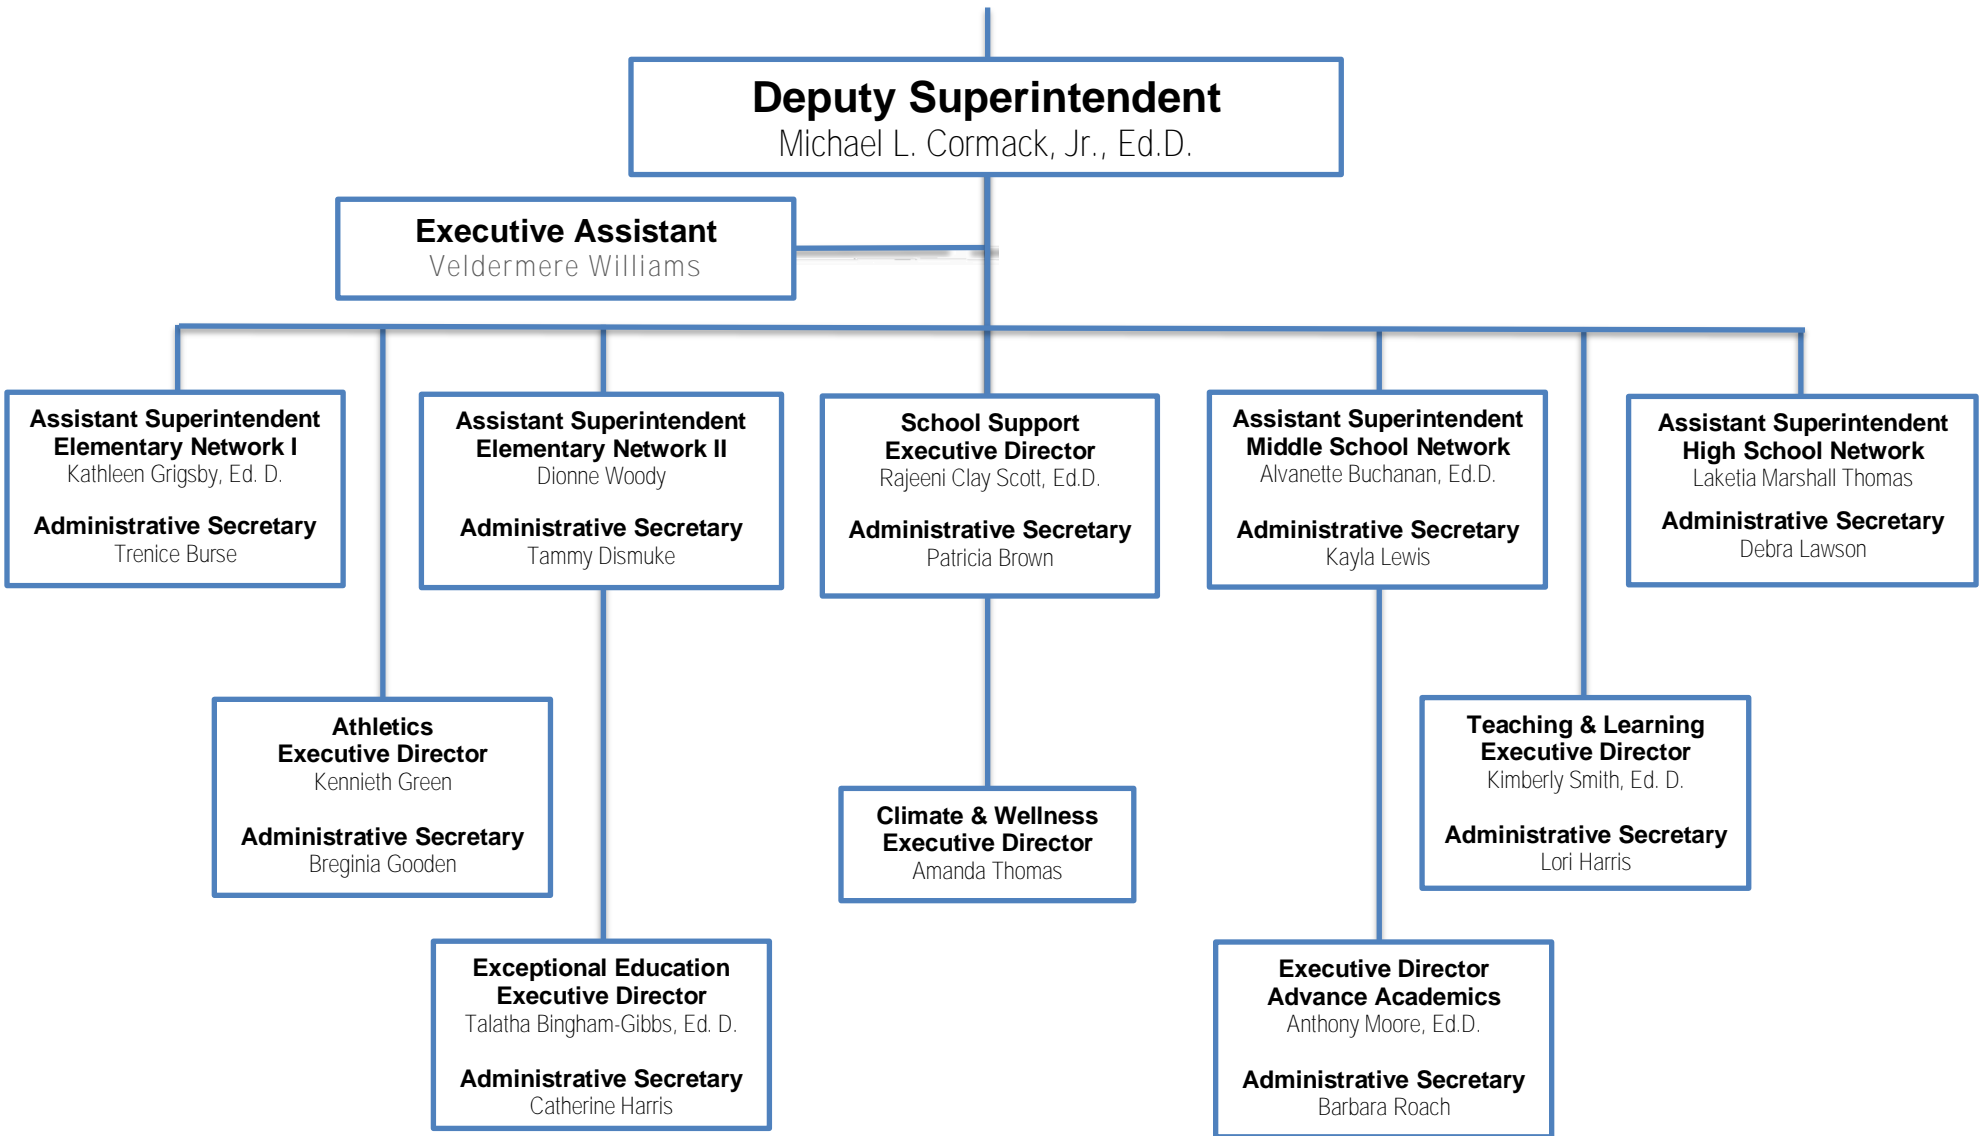 Deputy Superintendent
Michael L. Cormack, Jr., Ed.D.
Executive Assistant
Veldermere Williams
Assistant Superintendent
Elementary Network I
Kathleen Grigsby, Ed. D.
Administrative Secretary
Trenice Burse
Assistant Superintendent
Elementary Network II
Dionne Woody
Administrative Secretary
Tammy Dismuke
School Support
Executive Director
Rajeeni Clay Scott, Ed.D.
Administrative Secretary
Patricia Brown
Assistant Superintendent
Middle School Network
Alvanette Buchanan, Ed.D.
Administrative Secretary
Kayla Lewis
Assistant Superintendent
High School Network
Laketia Marshall Thomas
Administrative Secretary
Debra Lawson
Athletics
Executive Director
Kennieth Green
Administrative Secretary
Breginia Gooden
Climate & Wellness
Executive Director
Amanda Thomas
Teaching & Learning
Executive Director
Kimberly Smith, Ed. D.
Administrative Secretary
Lori Harris
Exceptional Education
Executive Director
Talatha Bingham-Gibbs, Ed. D.
Administrative Secretary
Catherine Harris
Executive Director
Advance Academics
Anthony Moore, Ed.D.
Administrative Secretary
Barbara Roach